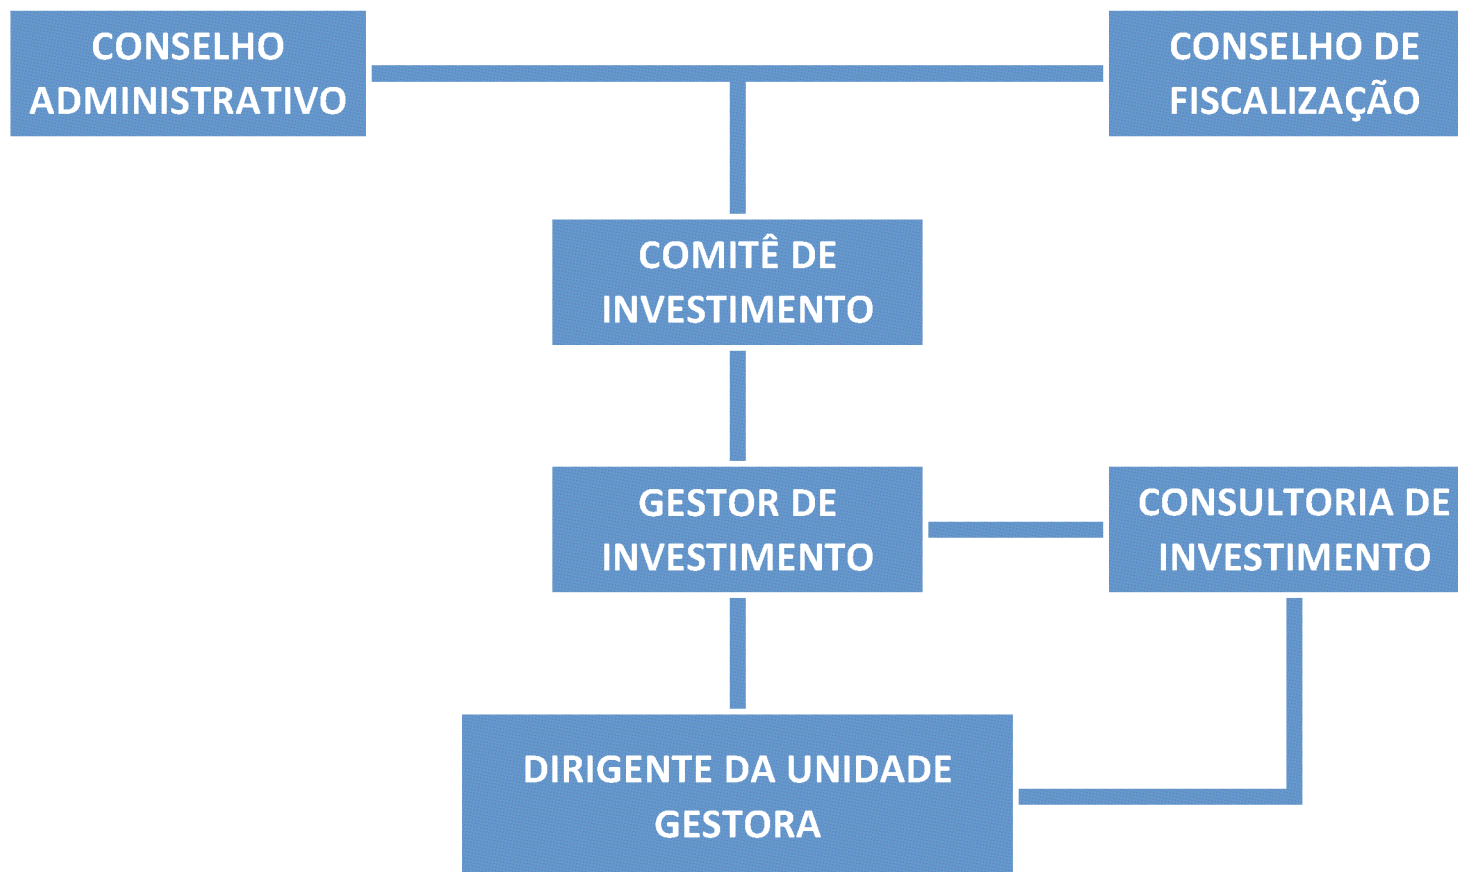 CONSELHO
ADMINISTRATIVO
CONSELHO DE
FISCALIZAÇÃO
COMITÊ DE
INVESTIMENTO
GESTOR DE
INVESTIMENTO
CONSULTORIA DE
INVESTIMENTO
DIRIGENTE DA UNIDADE
GESTORA